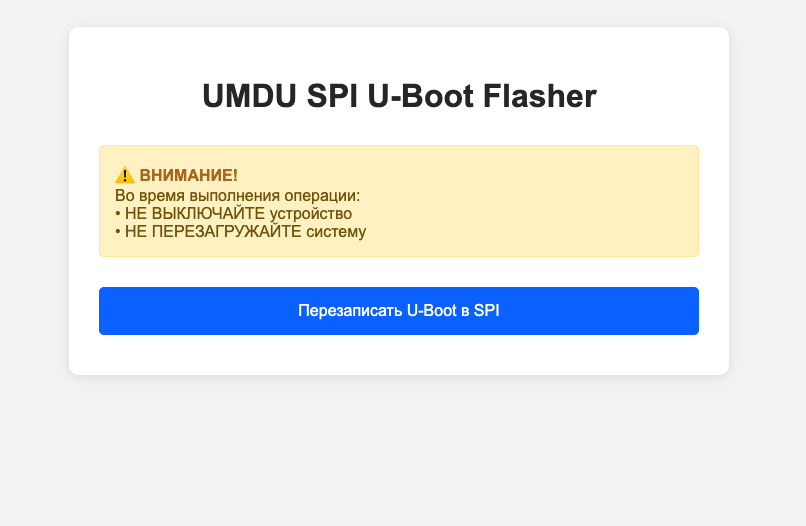 UMDU SPI U-Boot Flasher
⚠️ ВНИМАНИЕ!
Во время выполнения операции:
• НЕ ВЫКЛЮЧАЙТЕ устройство
• НЕ ПЕРЕЗАГРУЖАЙТЕ систему
Перезаписать U-Boot в SPI